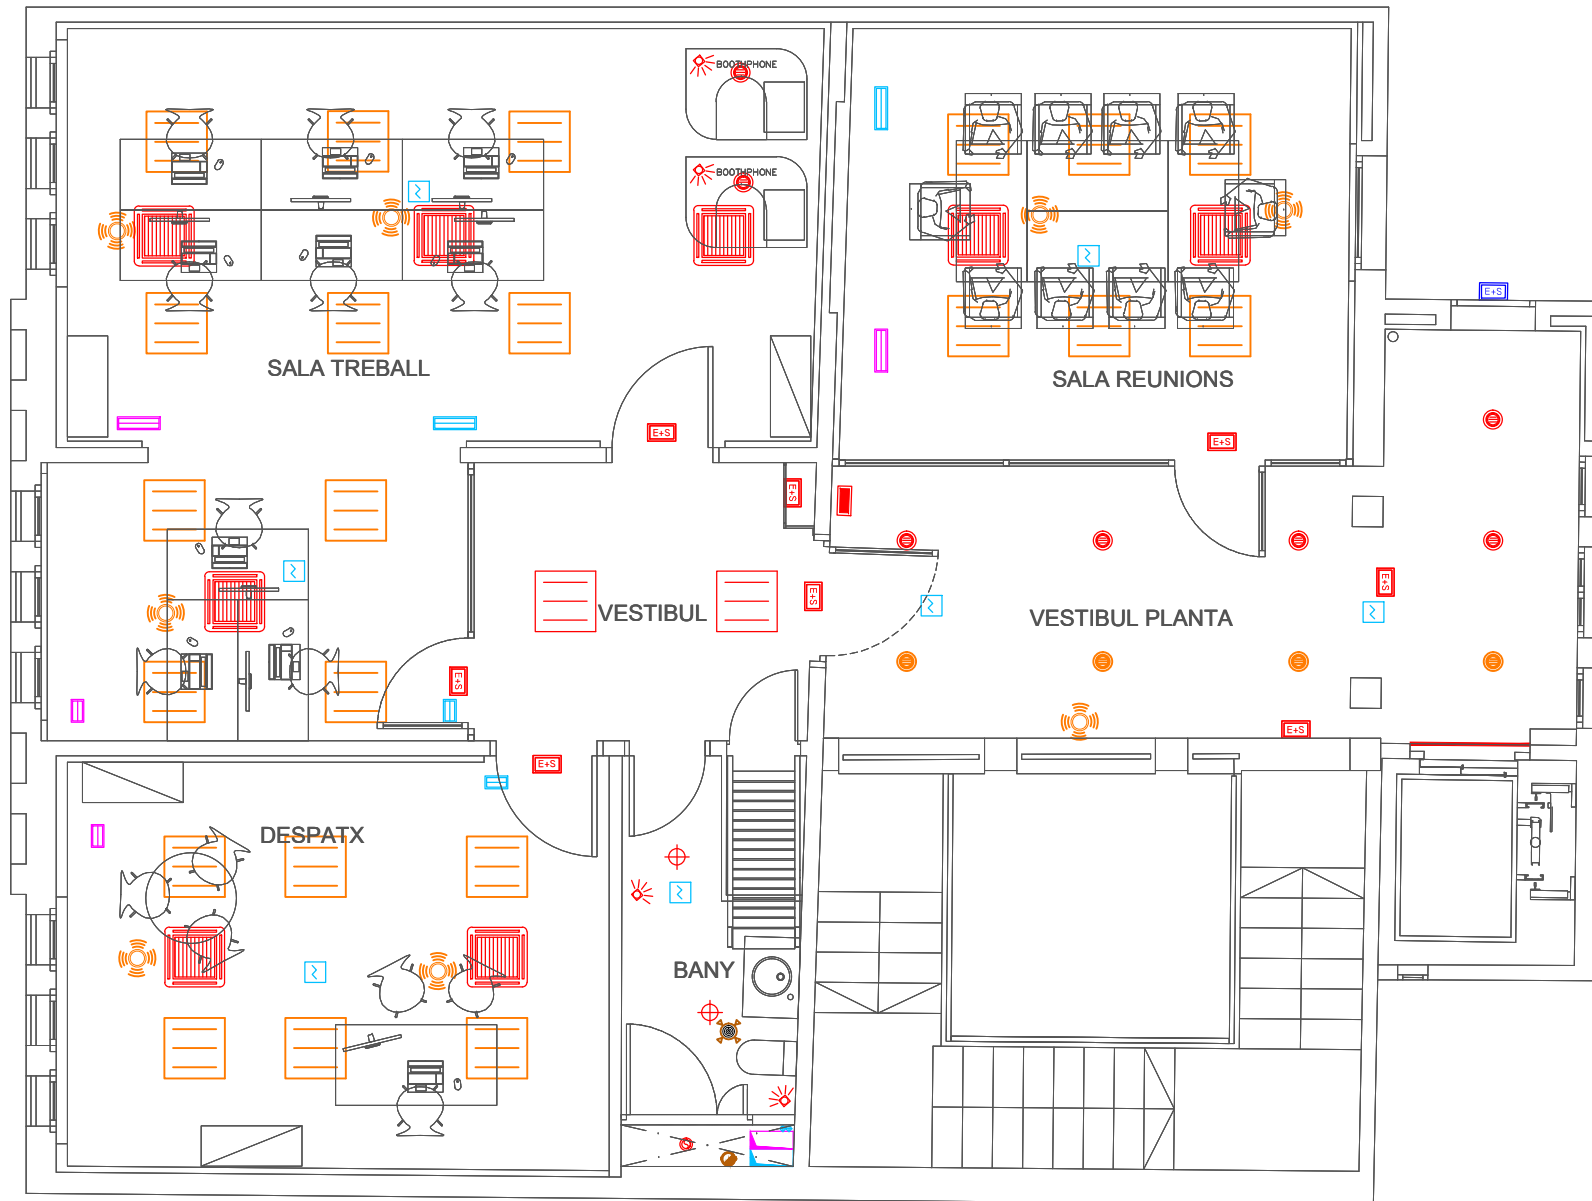 BOOTHPHONE
BOOTHPHONE
E+S
SALA TREBALL
SALA REUNIONS
E+S
E+S
E+S
E+S
E+S
VESTIBUL
VESTIBUL PLANTA
E+S
E+S
E+S
DESPATX
BANY
S